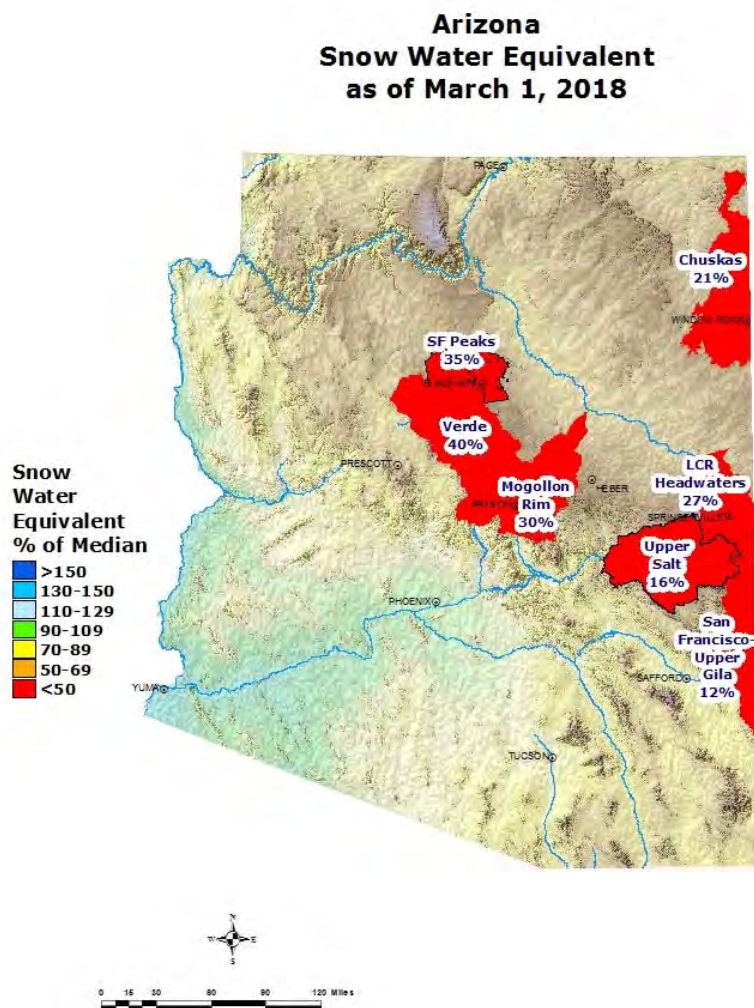 Arizona
Snow Water Equivalent
as of March 1, 2018
PAGE
Chuskas
21%
SF Peaks
35%
Verde
40%
PRESCOTT
Mogollon
Rim
30%
HEBER
LCR
Headwaters
27%
Upper
Salt
16%
PHOENIX
San
Francisco-
Upper
Gila
12%
SAFFORD
YUMA
TUCSON
Snow
Water
Equivalent
% of Median
>150
130-150
110-129
90-109
70-89
50-69
<50
N
W E
S
0 15 30 60 90 120 Miles